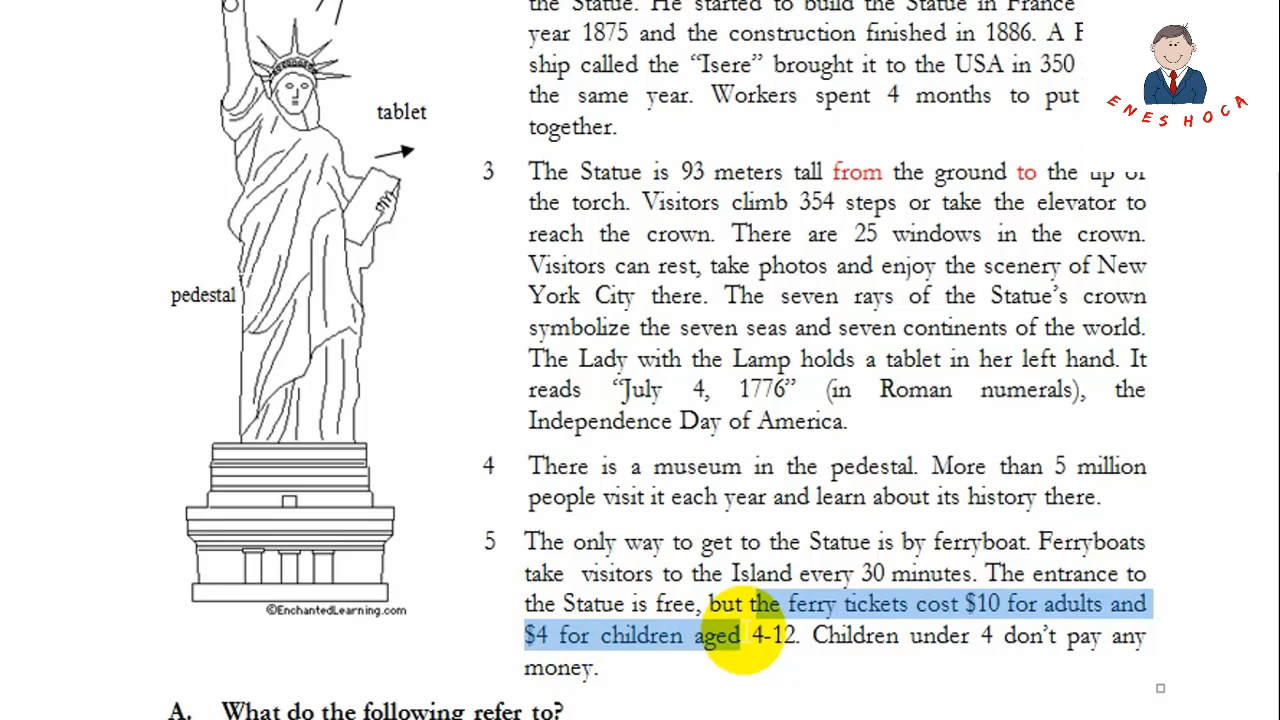 the Statue. He started to build the Statue in France
year 1875 and the construction finished in 1886. A
ship called the “Isere” brought it to the USA in 350
the same year. Workers spent 4 months to put
together.
ENES HOCA
tablet
pedestal
3 The Statue is 93 meters tall from the ground to the tip of
the torch. Visitors climb 354 steps or take the elevator to
reach the crown. There are 25 windows in the crown.
Visitors can rest, take photos and enjoy the scenery of New
York City there. The seven rays of the Statue’s crown
symbolize the seven seas and seven continents of the world.
The Lady with the Lamp holds a tablet in her left hand. It
reads “July 4, 1776” (in Roman numerals), the
Independence Day of America.
4 There is a museum in the pedestal. More than 5 million
people visit it each year and learn about its history there.
5 The only way to get to the Statue is by ferryboat. Ferryboats
take visitors to the Island every 30 minutes. The entrance to
the Statue is free, but the ferry tickets cost $10 for adults and
$4 for children aged 4-12. Children under 4 don’t pay any
money.
©EnchantedLearning.com
A. What do the following refer to?